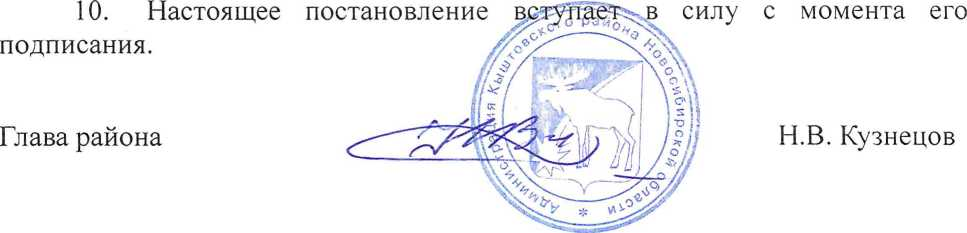 10. Настоящее постановление вступает в силу с момента его
подписания.
Администрация Кыштовского района Новосибирской области *
Глава района
Н.В. Кузнецов